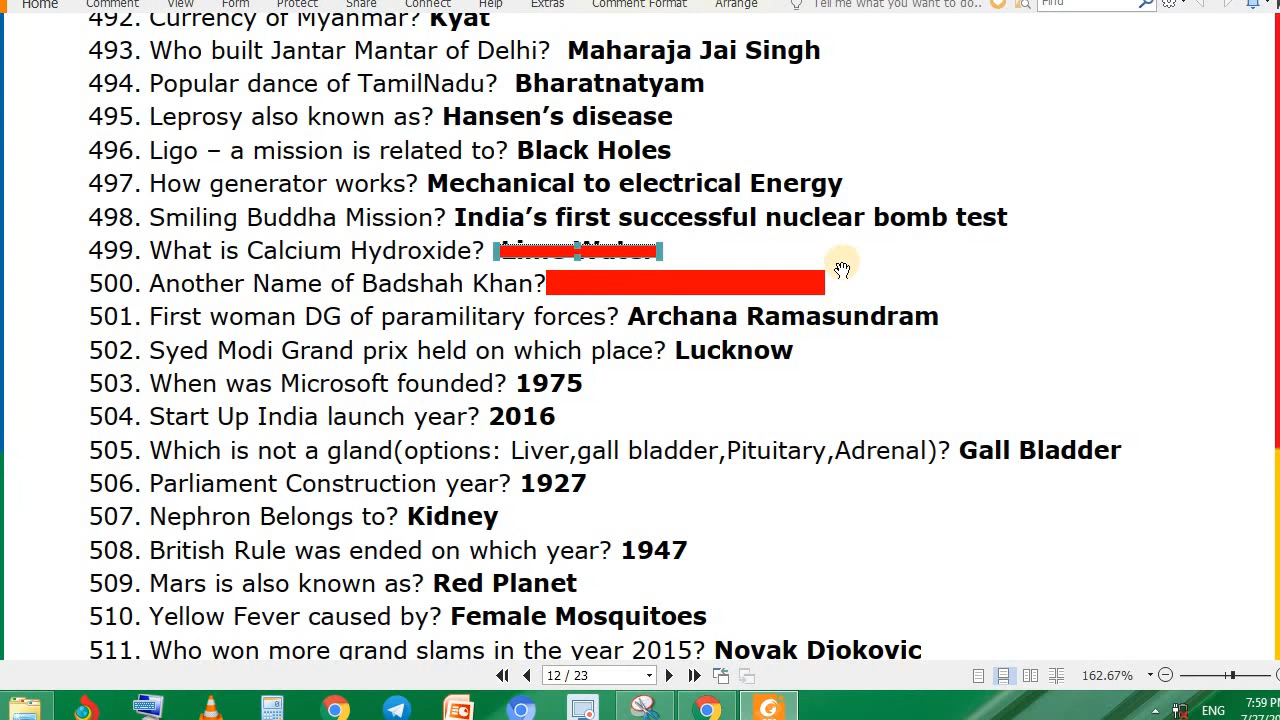 Home Comment View Form Protect Share Connect Help Extras Comment Format Arrange Tell me what you want to do.. Find
492. Currency of Myanmar? Kyat
493. Who built Jantar Mantar of Delhi? Maharaja Jai Singh
494. Popular dance of TamilNadu? Bharatnatyam
495. Leprosy also known as? Hansen’s disease
496. Ligo – a mission is related to? Black Holes
497. How generator works? Mechanical to electrical Energy
498. Smiling Buddha Mission? India’s first successful nuclear bomb test
499. What is Calcium Hydroxide?
500. Another Name of Badshah Khan?
501. First woman DG of paramilitary forces? Archana Ramasundram
502. Syed Modi Grand prix held on which place? Lucknow
503. When was Microsoft founded? 1975
504. Start Up India launch year? 2016
505. Which is not a gland(options: Liver,gall bladder,Pituitary,Adrenal)? Gall Bladder
506. Parliament Construction year? 1927
507. Nephron Belongs to? Kidney
508. British Rule was ended on which year? 1947
509. Mars is also known as? Red Planet
510. Yellow Fever caused by? Female Mosquitoes
511. Who won more grand slams in the year 2015? Novak Djokovic
12 / 23 162.67%
ENG 7:59 PM